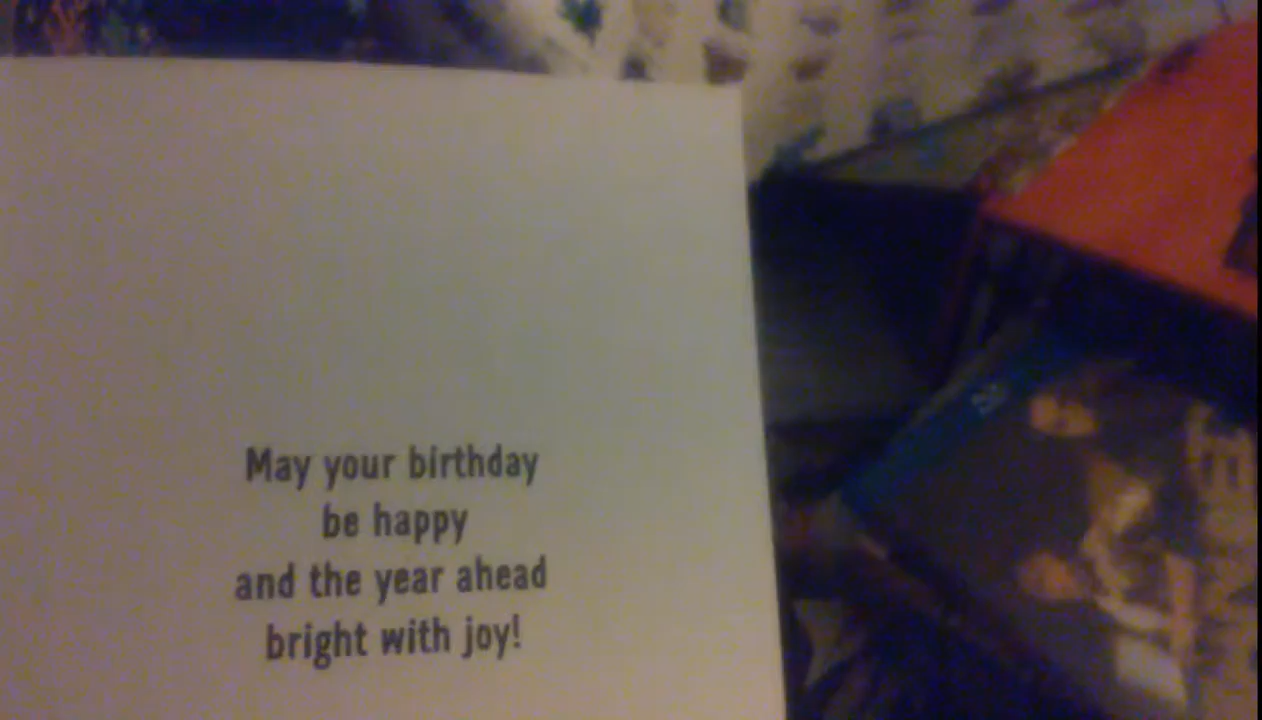 May your birthday
be happy
and the year ahead
bright with joy!